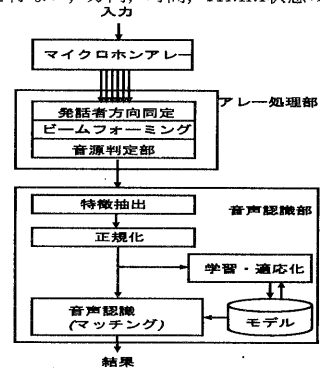 入力
マイクロホンアレー
アレー処理部
発話者方向同定
ビームフォーミング
音源判定部
音声認識部
特徴抽出
正規化
学習・適応化
音声認識
(マッチング)
モデル
結果